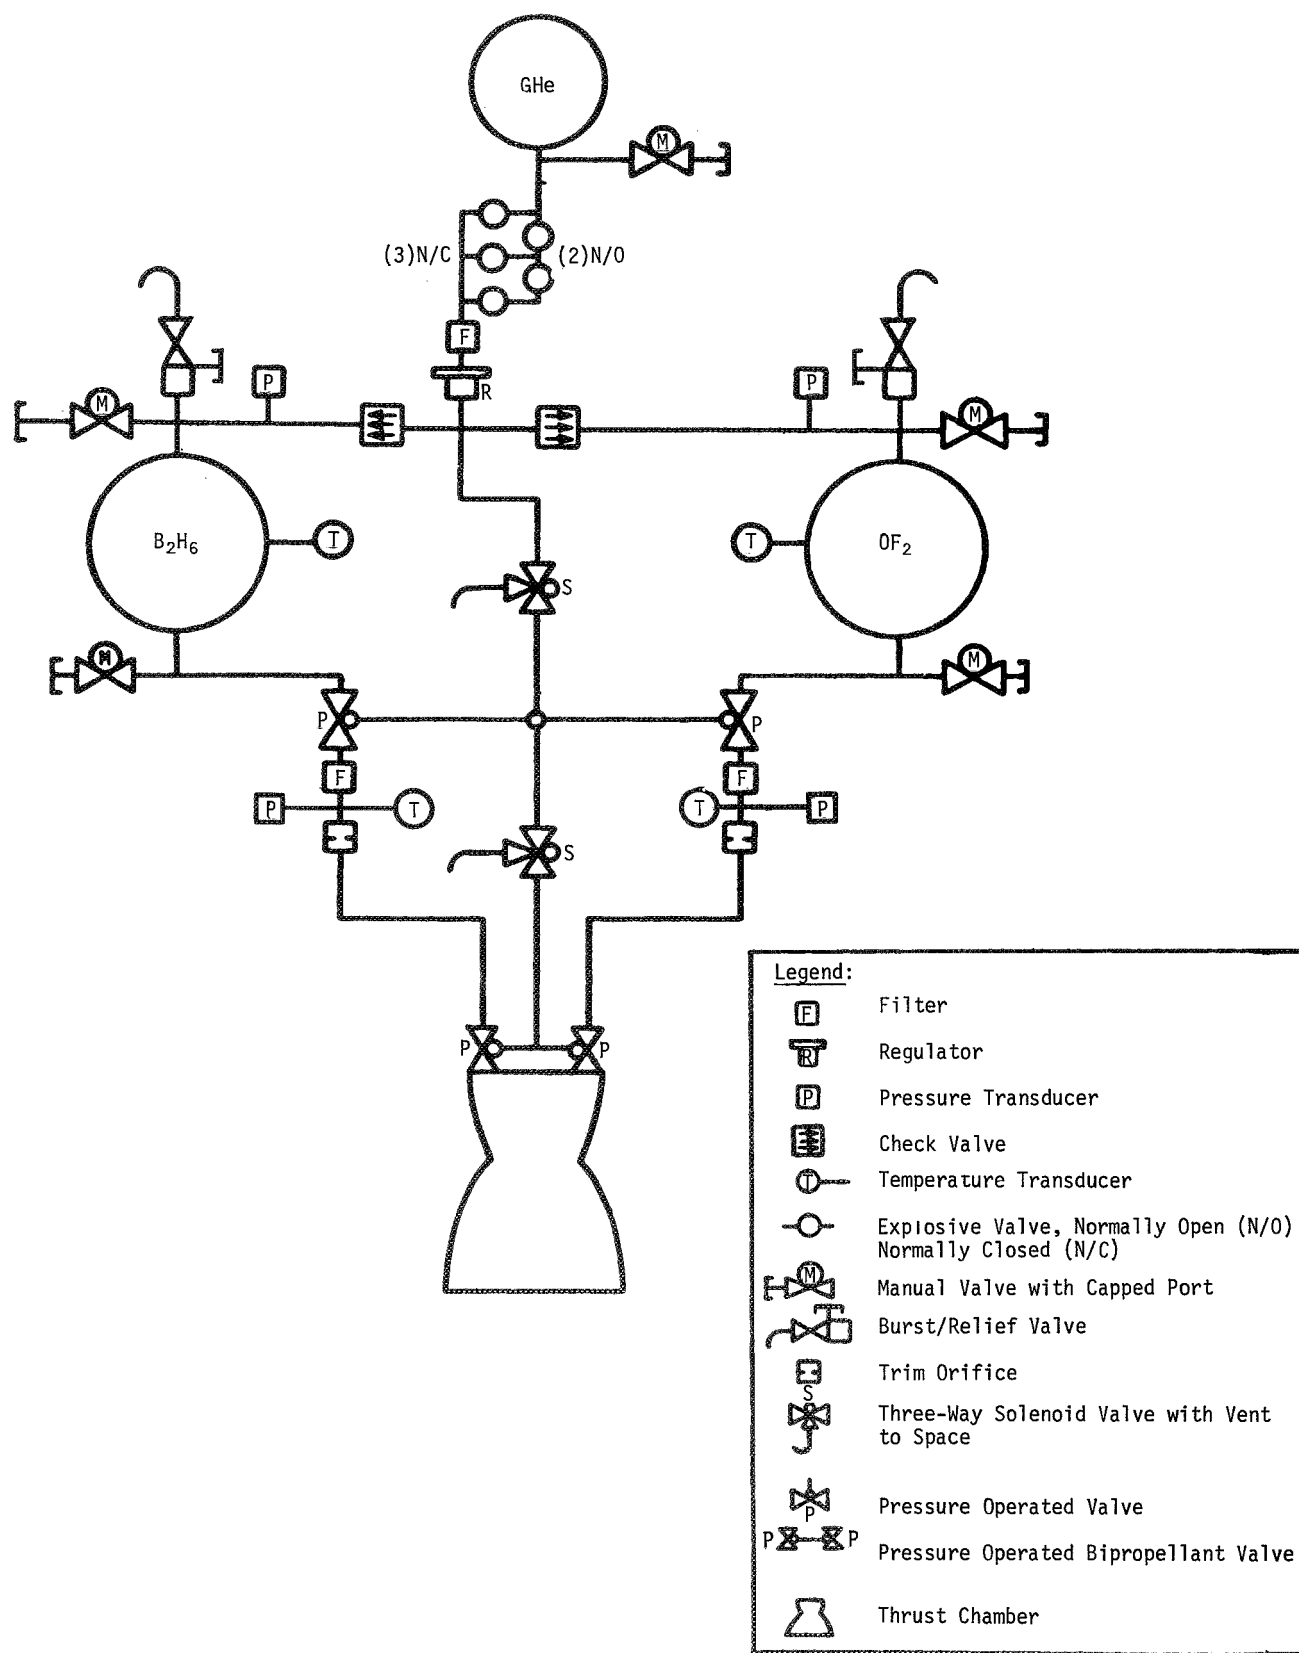 GHe
M
(3)N/C
(2)N/O
F
R
P
P
M
M
B2H6
T
T
OF2
S
M
M
P
P
F
F
P
T
T
P
S
P
P
Legend:
F
Filter
R
Regulator
P
Pressure Transducer
Check Valve
T
Temperature Transducer
Explosive Valve, Normally Open (N/O)
Normally Closed (N/C)
M
Manual Valve with Capped Port
Burst/Relief Valve
Trim Orifice
S
Three-Way Solenoid Valve with Vent
to Space
P
Pressure Operated Valve
P P
Pressure Operated Bipropellant Valve
Thrust Chamber